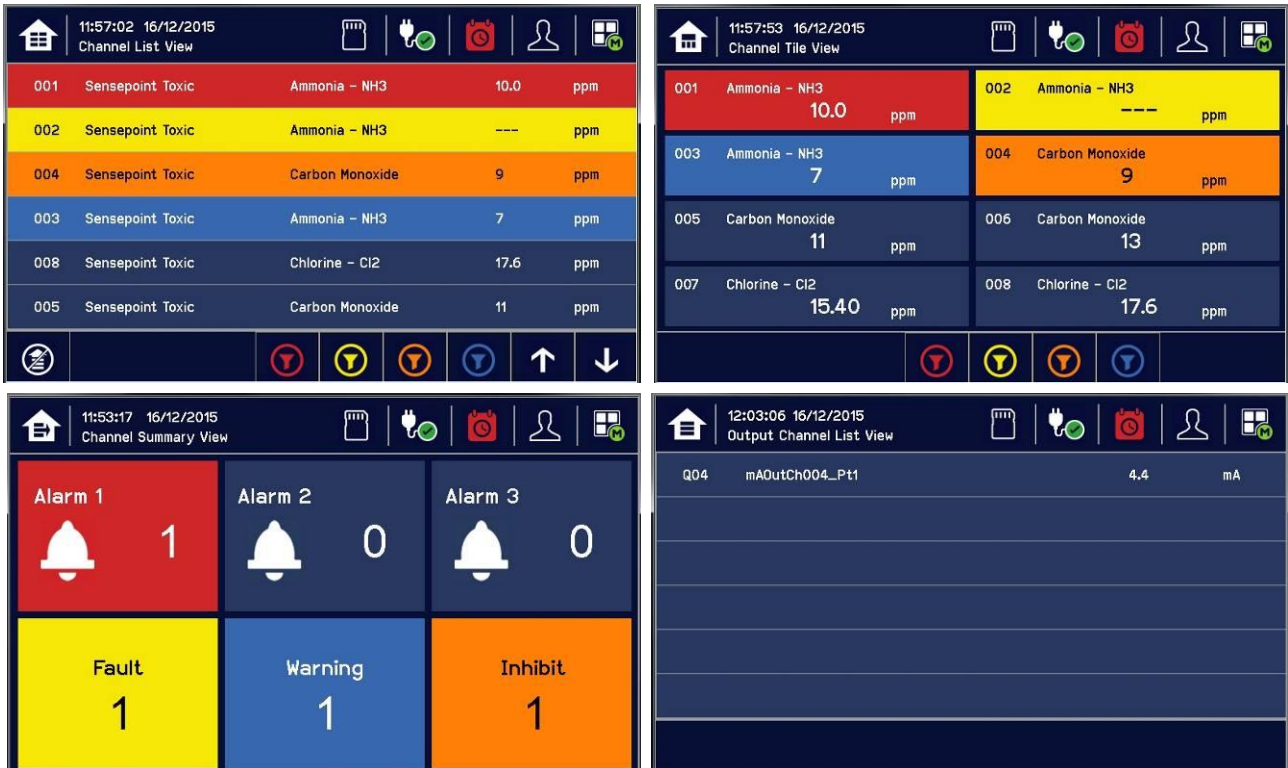 11:57:02 16/12/2015
Channel List View
M
001 Sensepoint Toxic Ammonia - NH3 10.0 ppm
002 Sensepoint Toxic Ammonia - NH3 --- ppm
004 Sensepoint Toxic Carbon Monoxide 9 ppm
003 Sensepoint Toxic Ammonia - NH3 7 ppm
008 Sensepoint Toxic Chlorine - Cl2 17.6 ppm
005 Sensepoint Toxic Carbon Monoxide 11 ppm
11:57:53 16/12/2015
Channel Tile View
M
001 Ammonia - NH3
10.0 ppm
002 Ammonia - NH3
--- ppm
003 Ammonia - NH3
7 ppm
004 Carbon Monoxide
9 ppm
005 Carbon Monoxide
11 ppm
006 Carbon Monoxide
13 ppm
007 Chlorine - Cl2
15.40 ppm
008 Chlorine - Cl2
17.6 ppm
11:53:17 16/12/2015
Channel Summary View
M
Alarm 1
1
Alarm 2
0
Alarm 3
0
Fault
1
Warning
1
Inhibit
1
12:03:06 16/12/2015
Output Channel List View
M
Q04 mAOutCh004_Pt1 4.4 mA